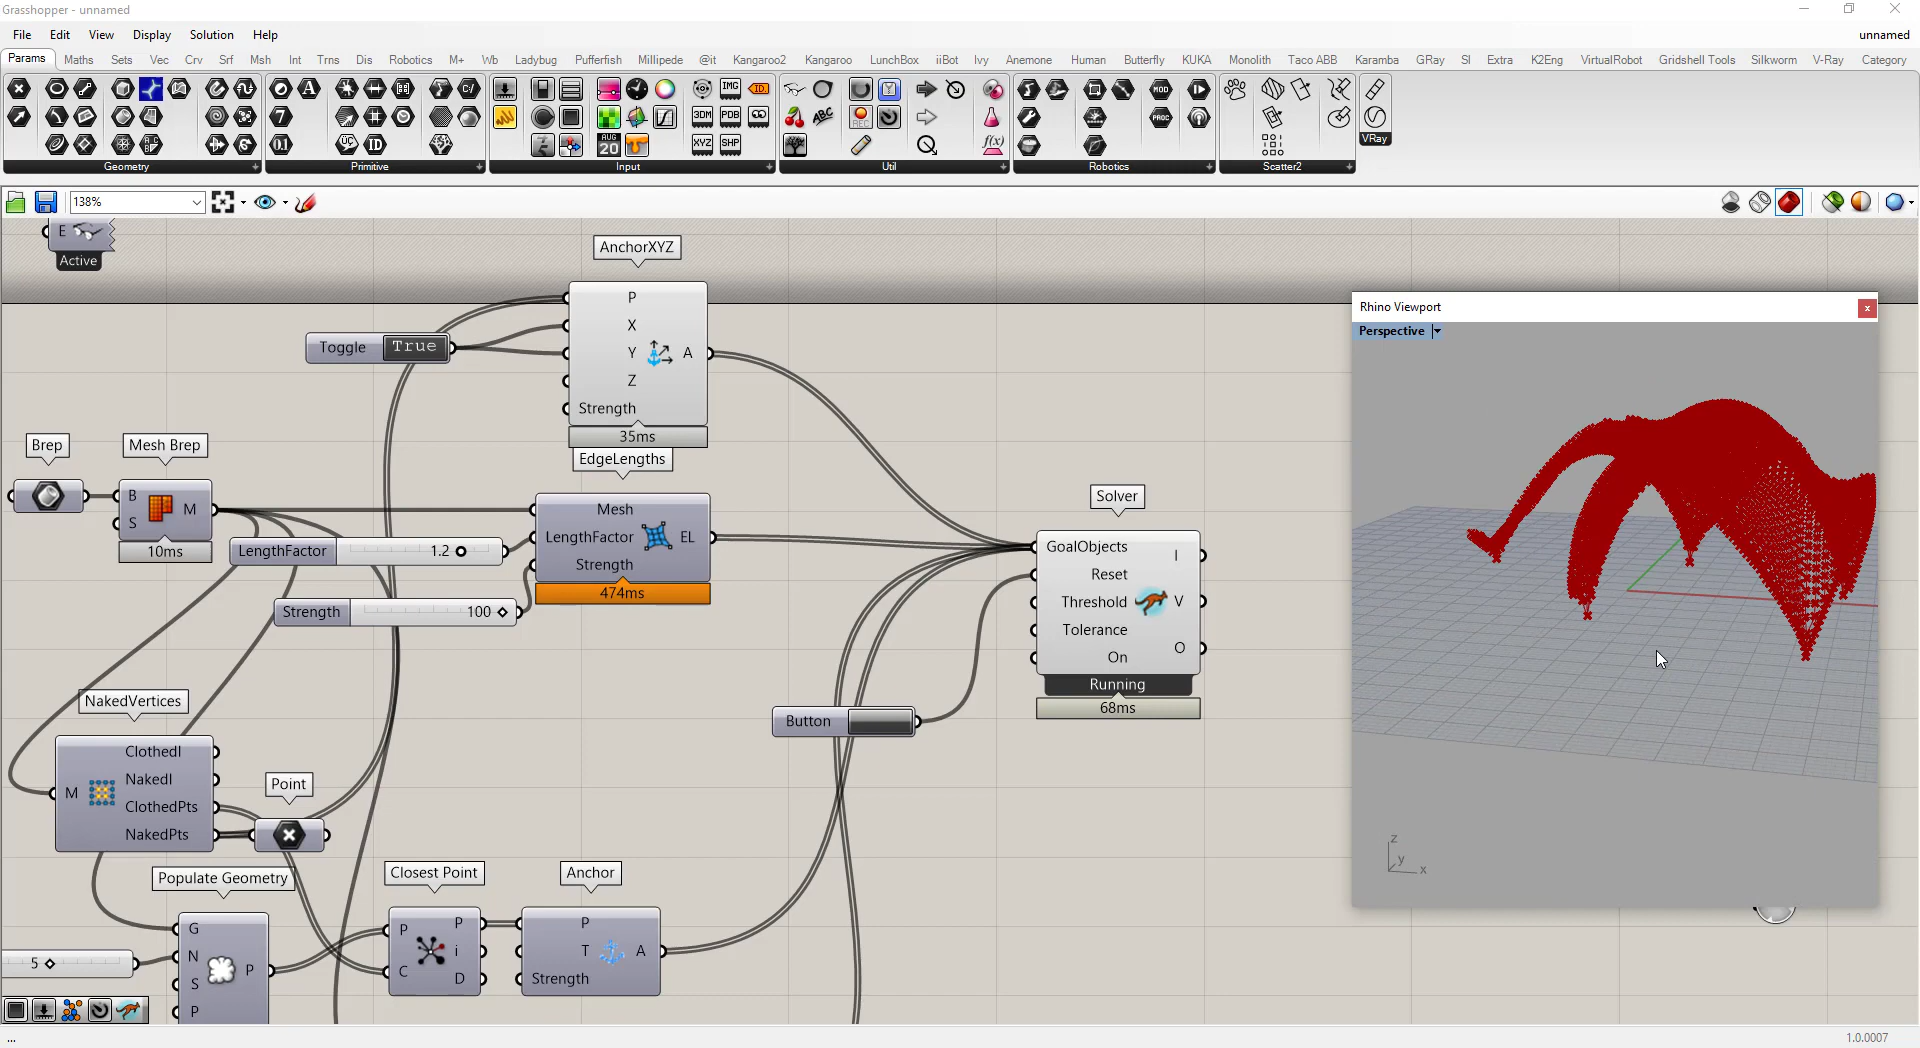 Grasshopper - unnamed
File Edit View Display Solution Help unnamed
Params Maths Sets Vec Crv Srf Msh Int Trns Dis Robotics M+ Wb Ladybug Pufferfish Millipede @it Kangaroo2 Kangaroo LunchBox iiBot Ivy Anemone Human Butterfly KUKA Monolith Taco ABB Karamba GRay SI Extra K2Eng VirtualRobot Gridshell Tools Silkworm V-Ray Category
Geometry Primitive Input Util Robotics Scatter2 VRay
138%
E
Active
AnchorXYZ
P
X
Y A
Z
Strength
35ms
Toggle True
Rhino Viewport x
Perspective
z
y
x
Brep
Mesh Brep
B
S
M
10ms
EdgeLengths
Mesh
LengthFactor EL
Strength
474ms
LengthFactor 1.2
Strength 100
Solver
GoalObjects
Reset
Threshold
Tolerance
On
I
V
O
Running
68ms
Button
NakedVertices
M
ClothedI
NakedI
ClothedPts
NakedPts
Point
Populate Geometry
G
N
S
P
P
5
Closest Point
P
C
P
i
D
Anchor
P
T A
Strength
... 1.0.0007